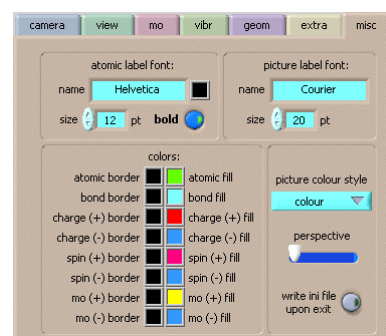 camera view mo vibr geom extra misc
atomic label font:
name Helvetica
size 12 pt bold
picture label font:
name Courier
size 20 pt
colors:
atomic border atomic fill
bond border bond fill
charge (+) border charge (+) fill
charge (-) border charge (-) fill
spin (+) border spin (+) fill
spin (-) border spin (-) fill
mo (+) border mo (+) fill
mo (-) border mo (-) fill
picture colour style
colour
perspective
write ini file
upon exit